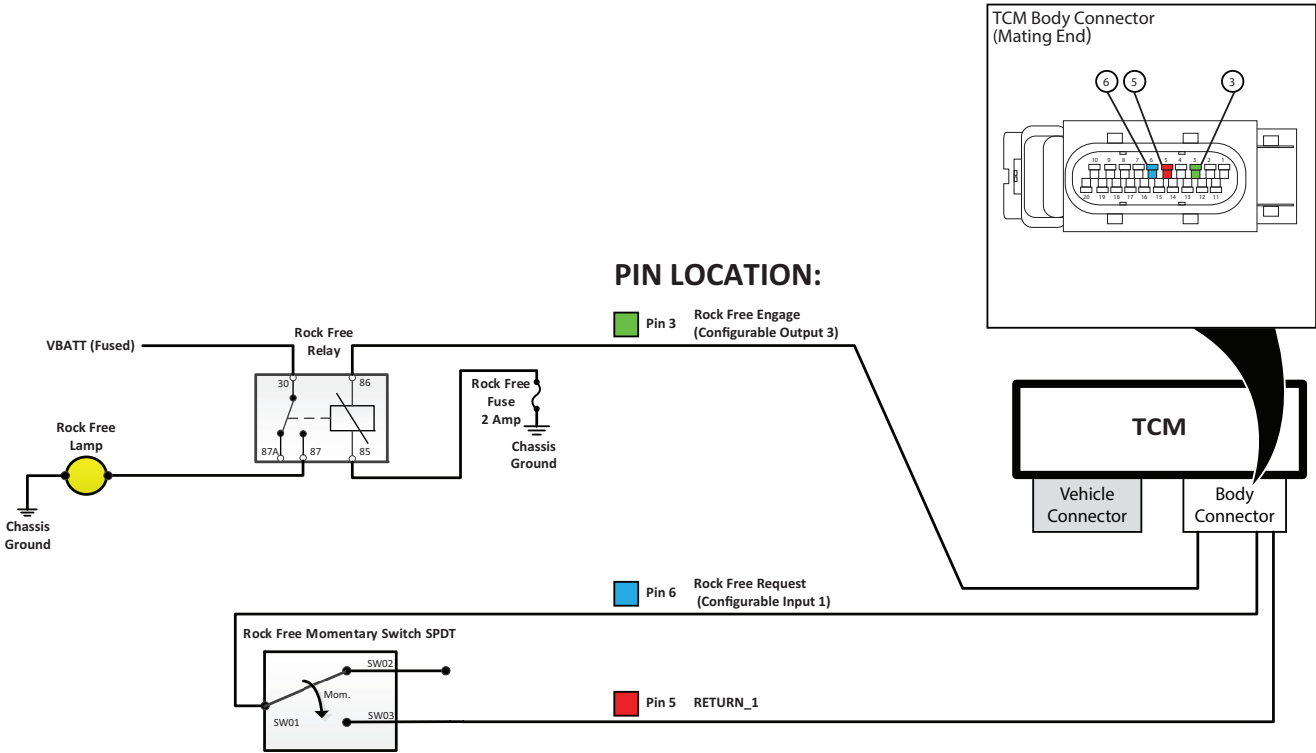 TCM Body Connector
(Mating End)
6 5 3
10 9 8 7 6 5 4 3 2 1
20 19 18 17 16 15 14 13 12 11
PIN LOCATION:
Pin 3 Rock Free Engage
(Configurable Output 3)
VBATT (Fused)
Rock Free
Relay
30
86
87A
87
85
Rock Free
Fuse
2 Amp
Chassis
Ground
Rock Free
Lamp
Chassis
Ground
TCM
Vehicle
Connector
Body
Connector
Pin 6 Rock Free Request
(Configurable Input 1)
Rock Free Momentary Switch SPDT
SW02
Mom.
SW01
SW03
Pin 5 RETURN_1